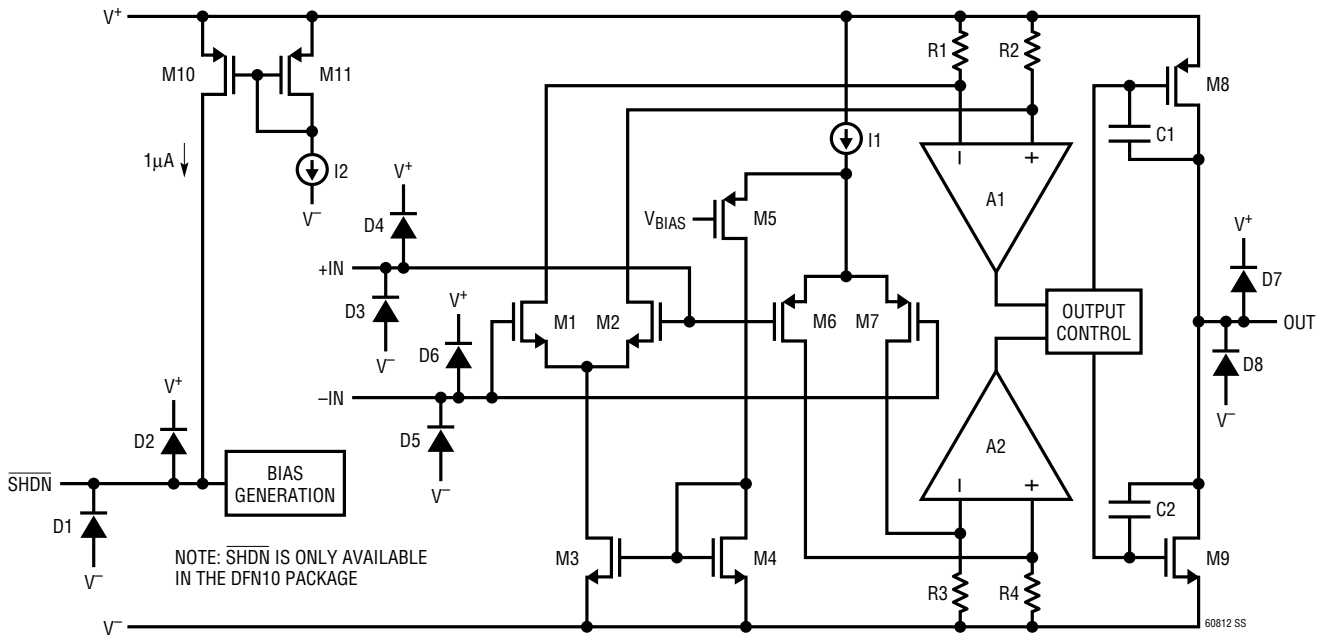 V+
R1
R2
M10
M11
M8
I1
C1
1μA
I2
V+
V–
A1
D4
VBIAS
M5
V+
+IN
D7
D3
V+
M1
M2
M6
M7
OUTPUT
CONTROL
OUT
D6
V–
D8
V+
–IN
V–
D2
D5
A2
BIAS
GENERATION
SHDN
V–
C2
D1
NOTE: SHDN IS ONLY AVAILABLE
IN THE DFN10 PACKAGE
M3
M4
M9
V–
R3
R4
V–
60812 SS